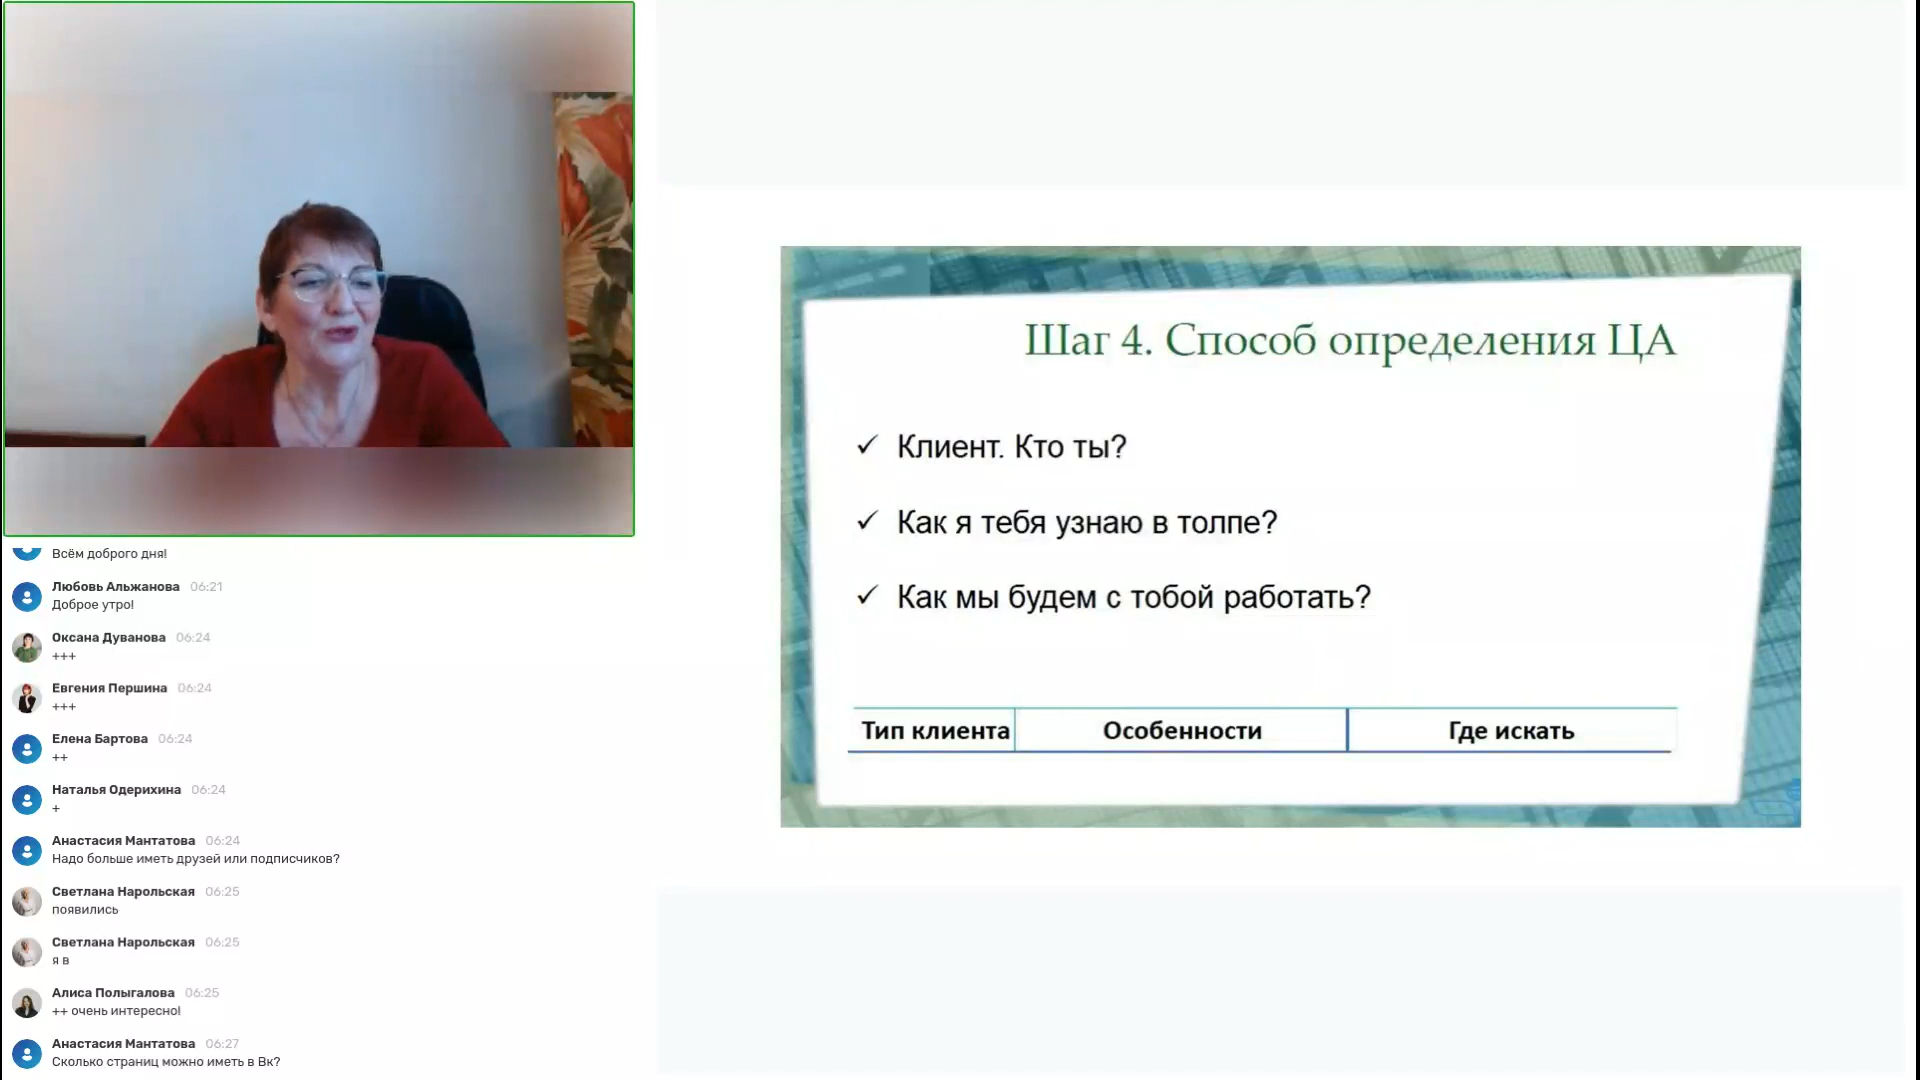 Всём доброго дня!
Любовь Альжанова 06:21
Доброе утро!
Оксана Дуванова 06:24
+++
Евгения Першина 06:24
+++
Елена Бартова 06:24
++
Наталья Одерихина 06:24
+
Анастасия Мантатова 06:24
Надо больше иметь друзей или подписчиков?
Светлана Нарольская 06:25
появились
Светлана Нарольская 06:25
я в
Алиса Полыгалова 06:25
++ очень интересно!
Анастасия Мантатова 06:27
Сколько страниц можно иметь в Вк?
Шаг 4. Способ определения ЦА
✓ Клиент. Кто ты?
✓ Как я тебя узнаю в толпе?
✓ Как мы будем с тобой работать?
Тип клиента Особенности Где искать